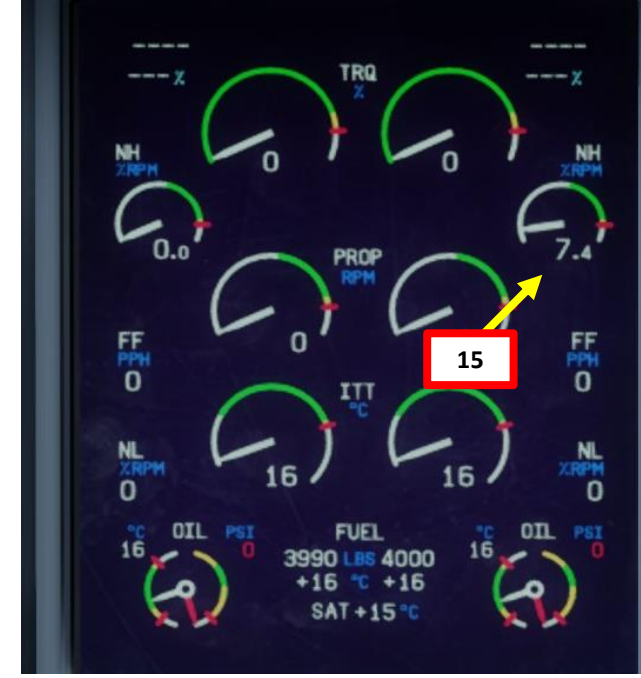 ---- ----
---% TRQ ---%
%
0 0
NH NH
%RPM %RPM
0.0 7.4
PROP
RPM
0
15
FF FF
PPH PPH
0 0
ITT
°C
NL NL
%RPM %RPM
16 16
0 0
°C OIL PSI FUEL °C OIL PSI
16 0 3990 LBS 4000 16 0
+16 °C +16
SAT +15 °C